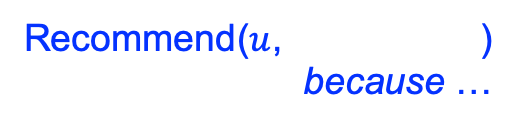 Recommend(u, )
because …